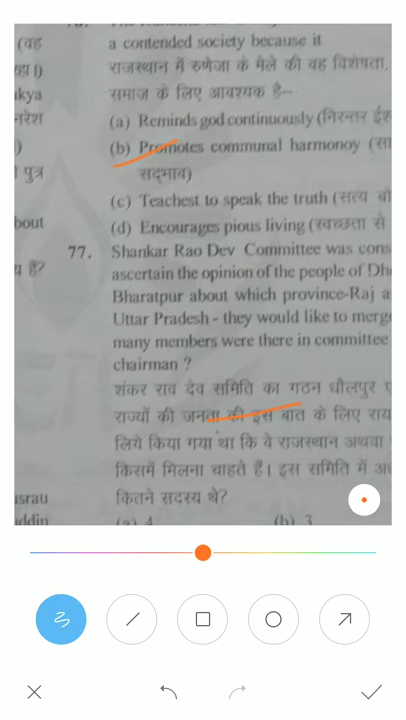 (वह
a contended society because it
राजस्थान में रुणेजा के मेले की वह विशेषता
समाज के लिए आवश्यक है–
(a) Reminds god continuously (निरन्तर
(b) Promotes communal harmonoy
सद्भाव)
पुत्र
(c) Teachest to speak the truth (सत्य
(d) Encourages pious living (स्वच्छता से
77. Shankar Rao Dev Committee was cons
ascertain the opinion of the people of Dh
Bharatpur about which province-Raj a
Uttar Pradesh - they would like to merg
many members were there in committee
chairman ?
शंकर राव देव समिति का गठन धौलपुर
राज्यों की जनता की इस बात के लिए राय
लिये किया गया था कि वे राजस्थान अथवा
किसमें मिलना चाहते हैं। इस समिति में
कितने सदस्य थे?
(a) 4 (b) 3